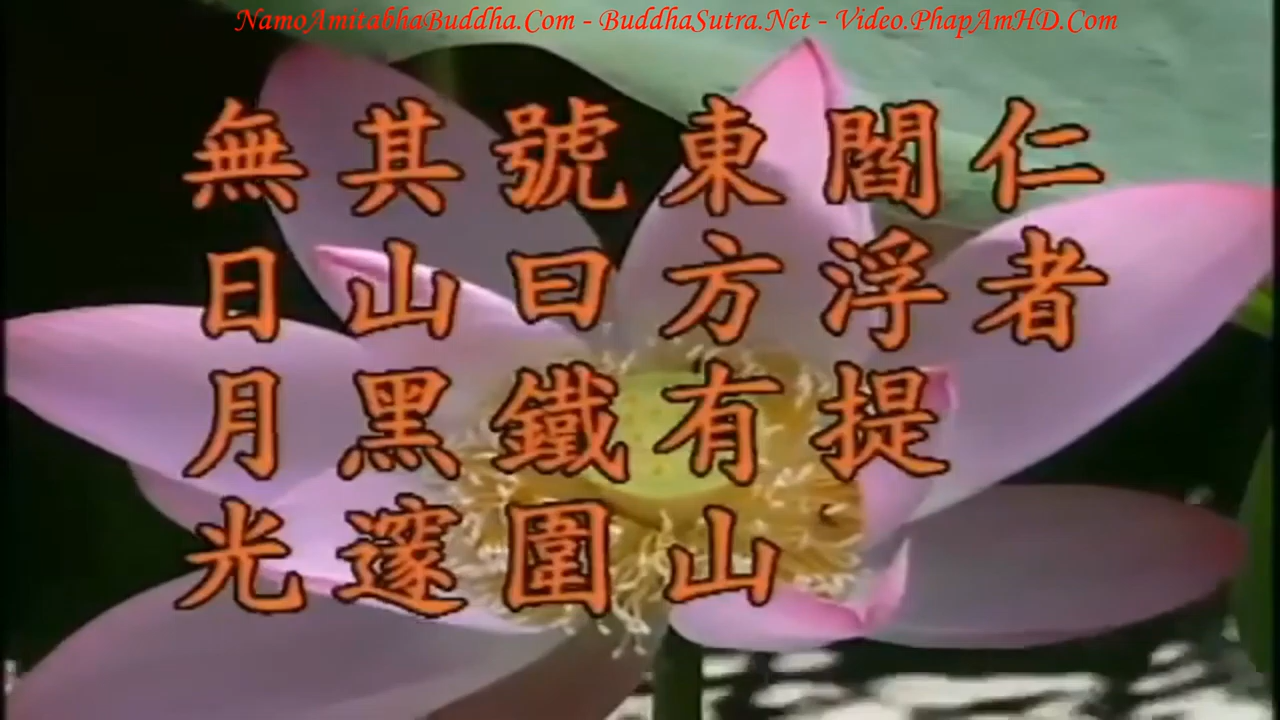 NamoAmitabhaBuddha.Com - BuddhaSutra.Net - Video.PhapAmHD.Com
仁者
閻浮提
東方有山
號曰鐵圍
其山黑邃
無日月光